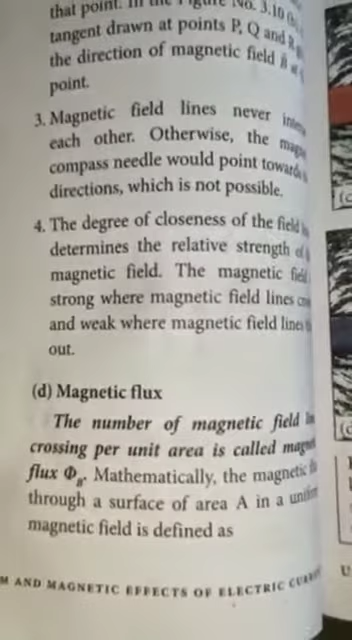 that point. In the Figure No. 3.10
tangent drawn at points P, Q and R
the direction of magnetic field B⃗ at
point.
3. Magnetic field lines never
each other. Otherwise, the
compass needle would point towards
directions, which is not possible.
4. The degree of closeness of the field
determines the relative strength of
magnetic field. The magnetic
strong where magnetic field lines
and weak where magnetic field lines
out.
(d) Magnetic flux
The number of magnetic field
crossing per unit area is called
flux ΦB. Mathematically, the magnetic
through a surface of area A in a
magnetic field is defined as
M AND MAGNETIC EFFECTS OF ELECTRIC